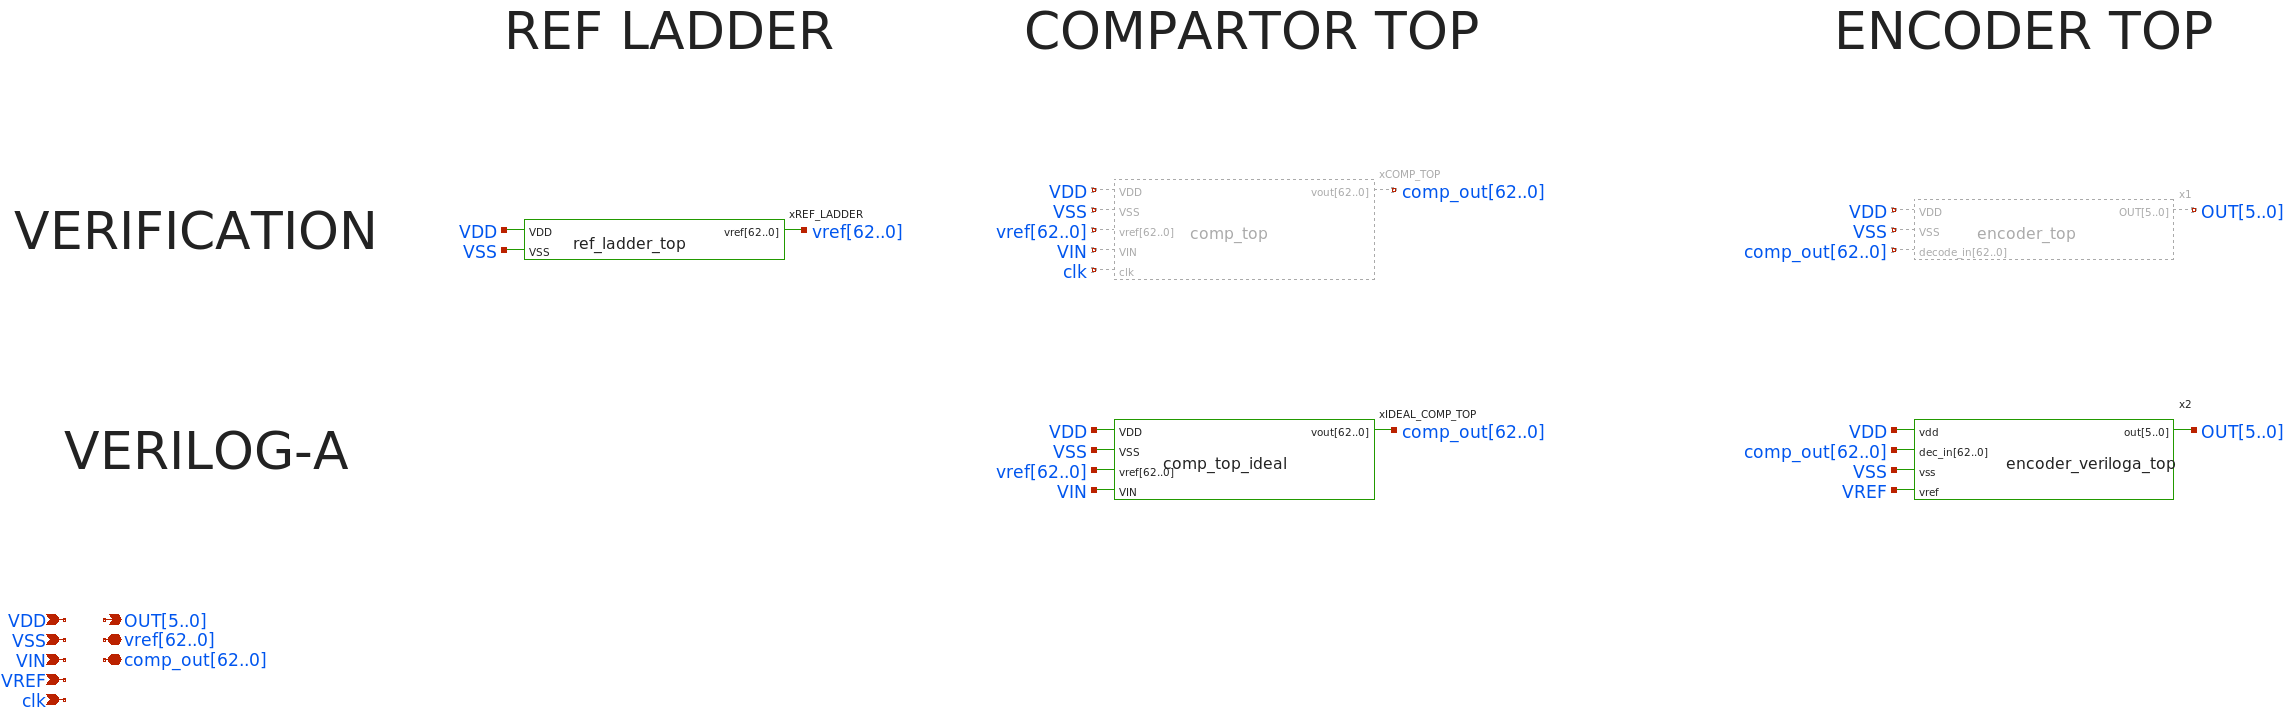 REF LADDER
COMPARTOR TOP
ENCODER TOP
VERIFICATION
VDD
VSS
VDD
VSS
ref_ladder_top
xREF_LADDER
vref[62..0]
vref[62..0]
VDD
VSS
vref[62..0]
VIN
clk
VDD
VSS
vref[62..0]
VIN
clk
comp_top
xCOMP_TOP
vout[62..0]
comp_out[62..0]
VDD
VSS
comp_out[62..0]
VDD
VSS
decode_in[62..0]
encoder_top
x1
OUT[5..0]
OUT[5..0]
VERILOG-A
VDD
VSS
vref[62..0]
VIN
VDD
VSS
vref[62..0]
VIN
comp_top_ideal
xIDEAL_COMP_TOP
vout[62..0]
comp_out[62..0]
VDD
comp_out[62..0]
VSS
VREF
vdd
dec_in[62..0]
vss
vref
encoder_veriloga_top
x2
out[5..0]
OUT[5..0]
VDD
VSS
VIN
VREF
clk
OUT[5..0]
vref[62..0]
comp_out[62..0]